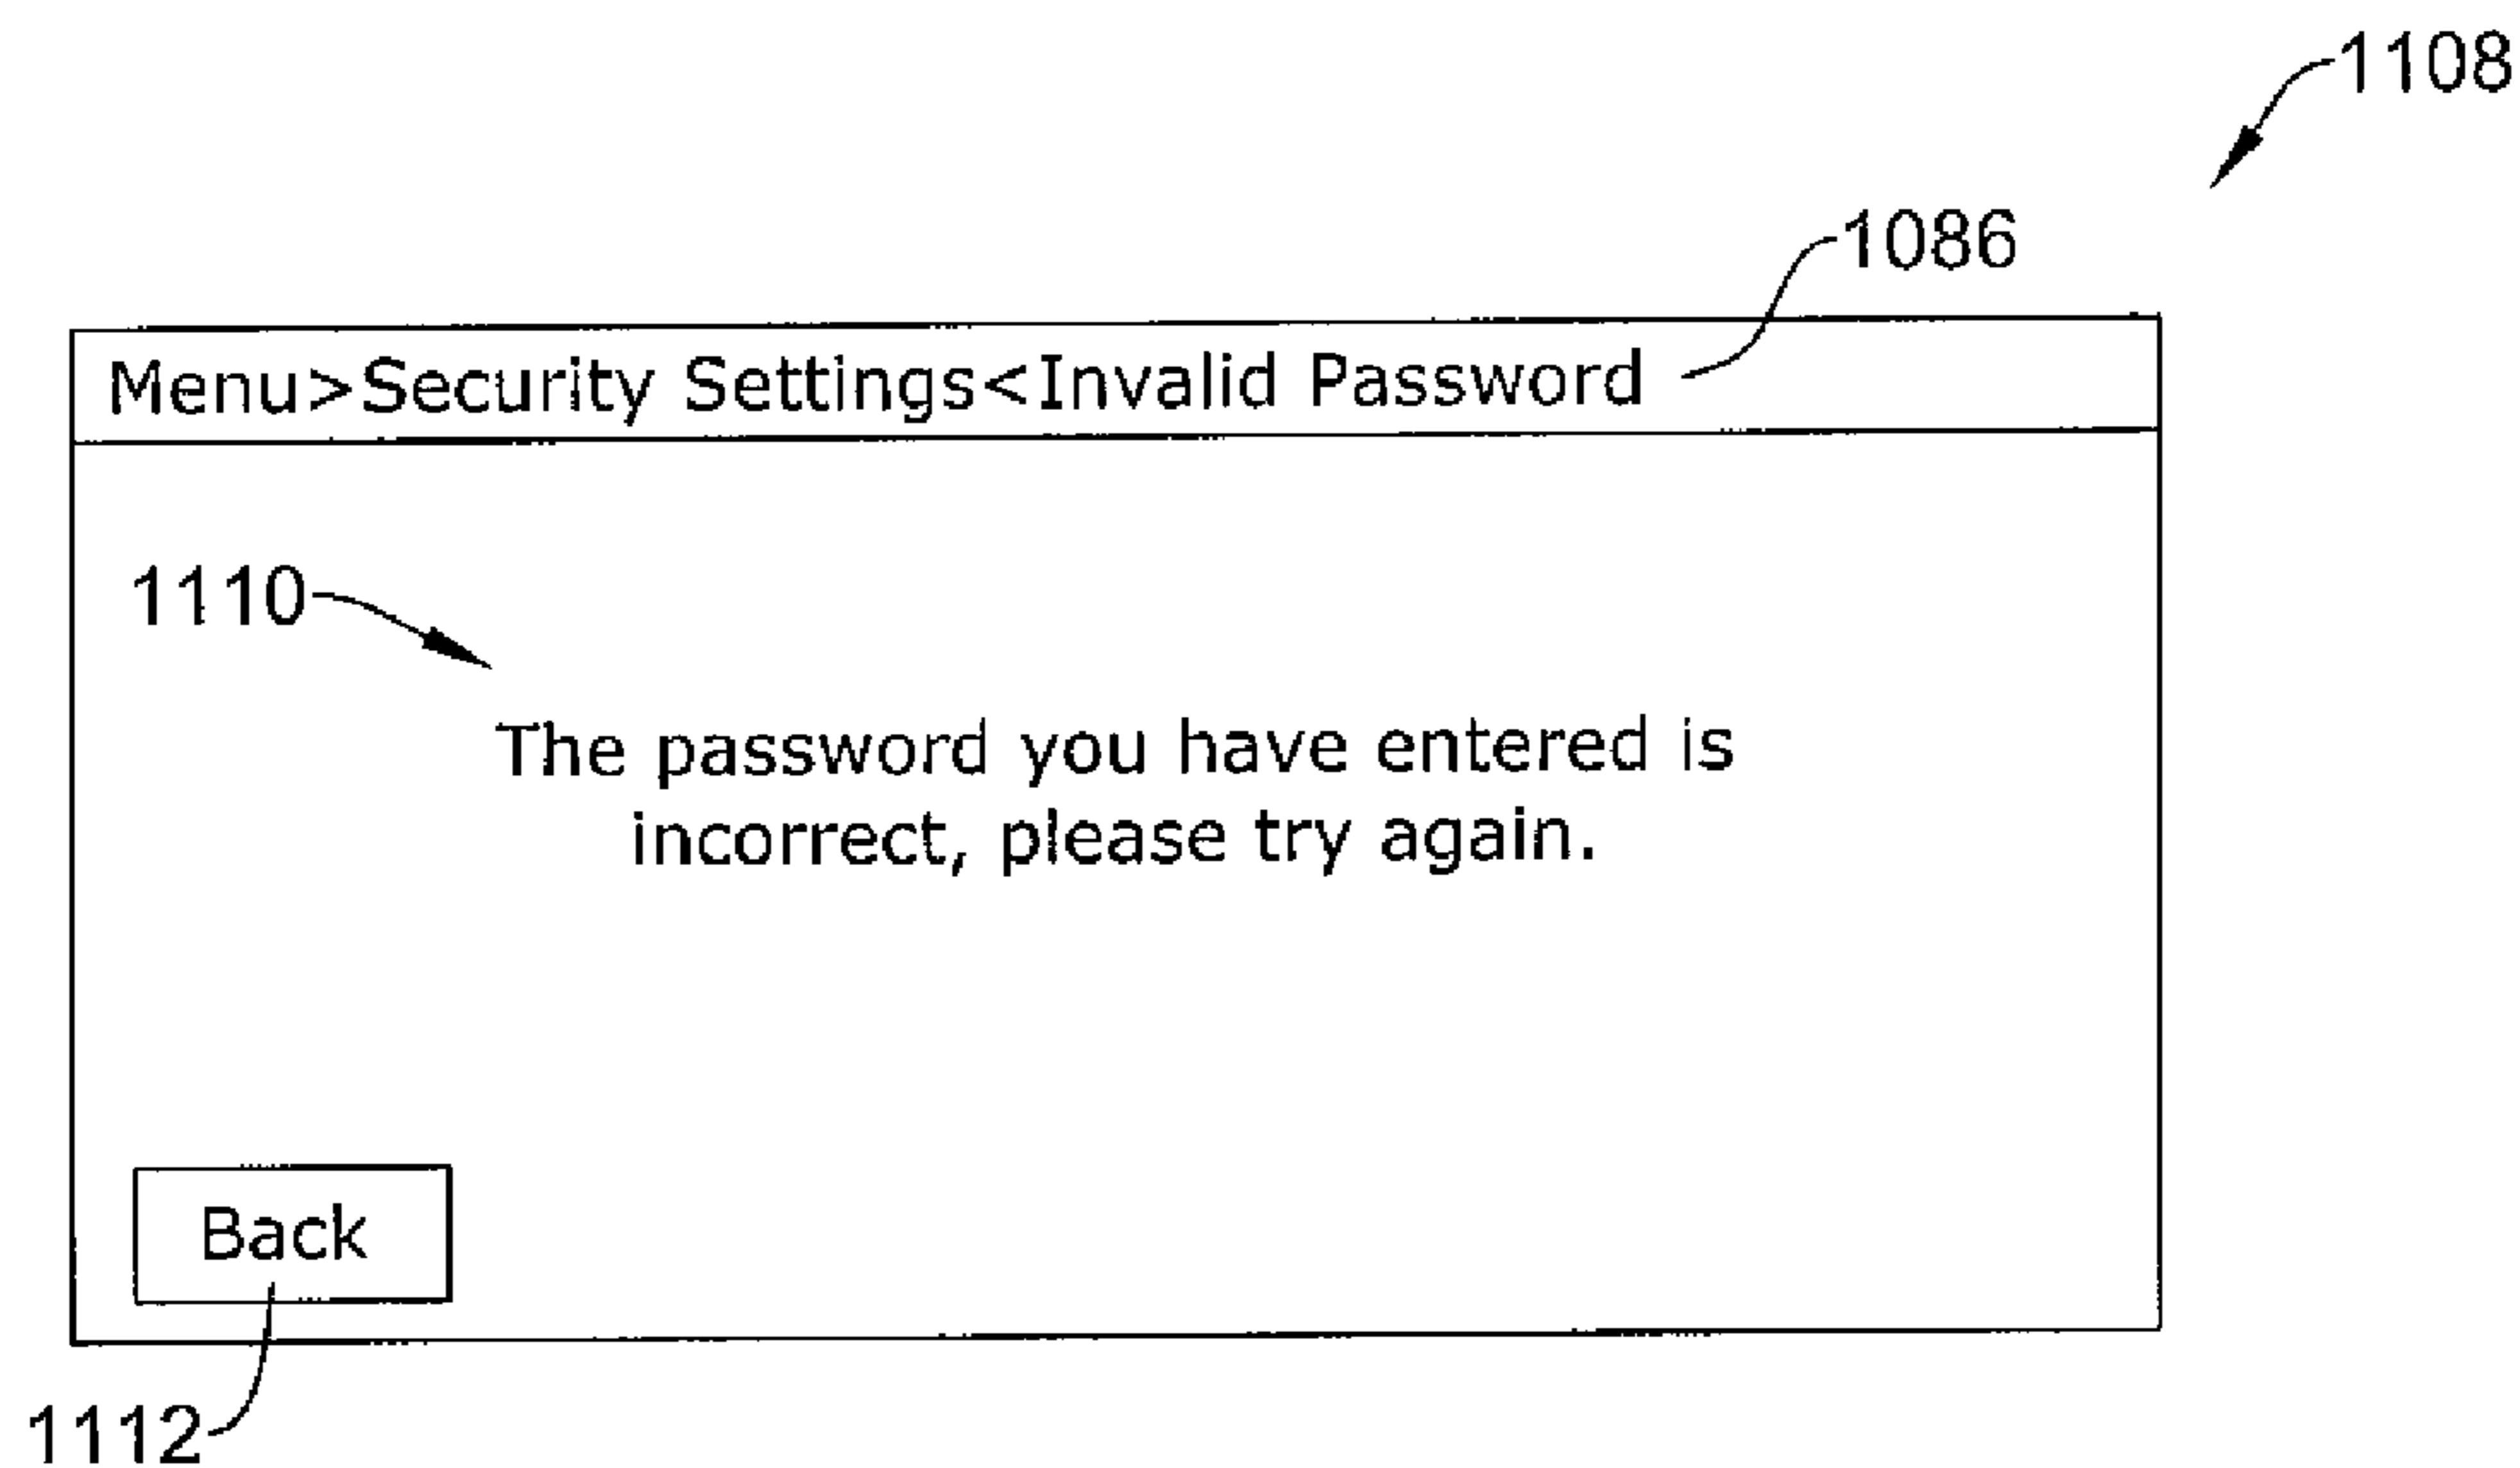 1108
1086
Menu>Security Settings<Invalid Password
1110
The password you have entered is
incorrect, please try again.
Back
1112